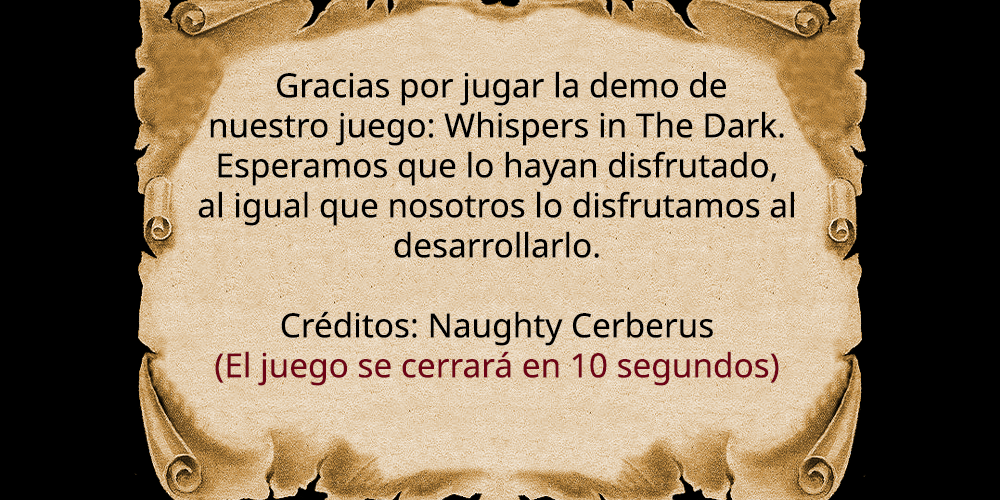 Gracias por jugar la demo de
nuestro juego: Whispers in The Dark.
Esperamos que lo hayan disfrutado,
al igual que nosotros lo disfrutamos al
desarrollarlo.
Créditos: Naughty Cerberus
(El juego se cerrará en 10 segundos)